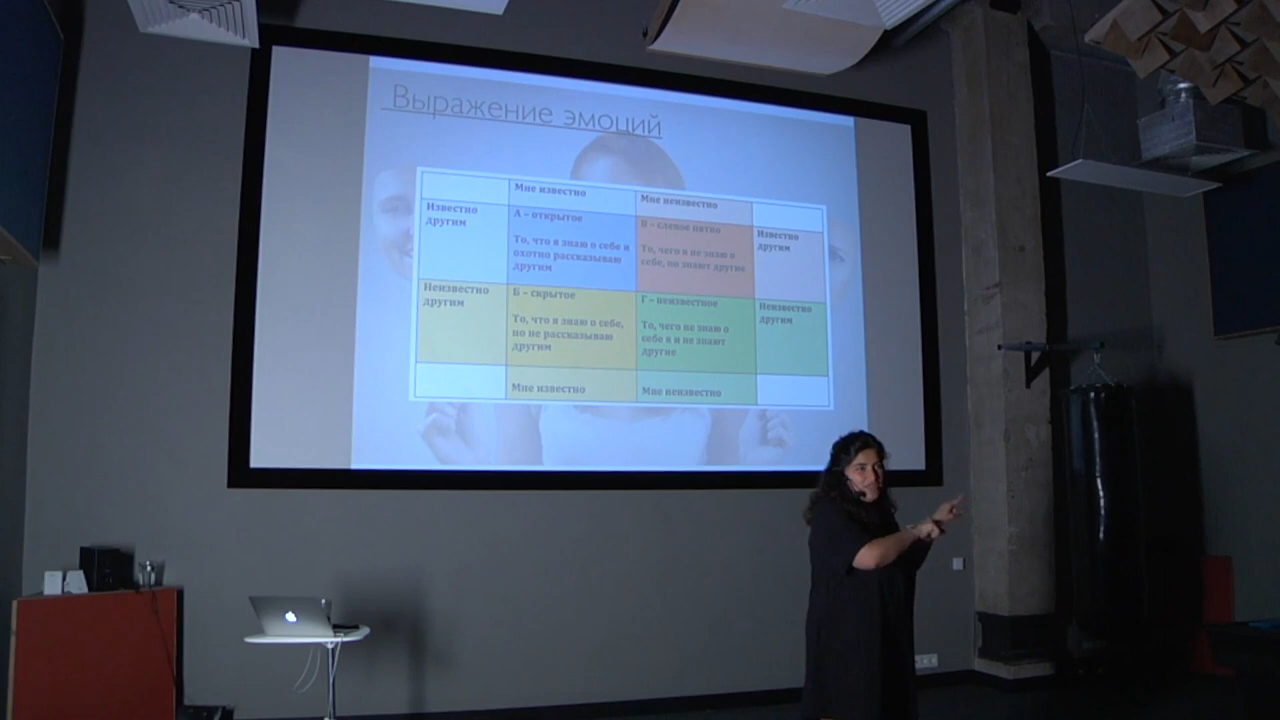 Выражение эмоций
Мне известно
Мне неизвестно
Известно
другим
А – открытое
То, что я знаю о себе и
охотно рассказываю
другим
В – слепое пятно
То, чего я не знаю о
себе, но знают другие
Известно
другим
Неизвестно
другим
Б – скрытое
То, что я знаю о себе,
но не рассказываю
другим
Г – неизвестное
То, чего не знаю о
себе я и не знают
другие
Неизвестно
другим
Мне известно
Мне неизвестно